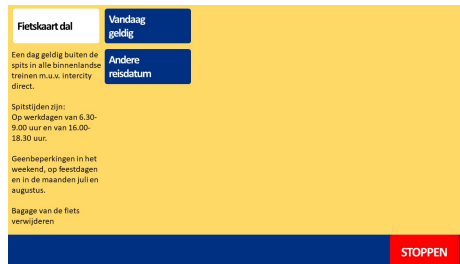 Fietskaart dal
Een dag geldig buiten de
spits in alle binnenlandse
treinen m.u.v. intercity
direct.
Spitstijden zijn:
Op werkdagen van 6.30-
9.00 uur en van 16.00-
18.30 uur.
Geenbeperkingen in het
weekend, op feestdagen
en in de maanden juli en
augustus.
Bagage van de fiets
verwijderen
Vandaag
geldig
Andere
reisdatum
STOPPEN